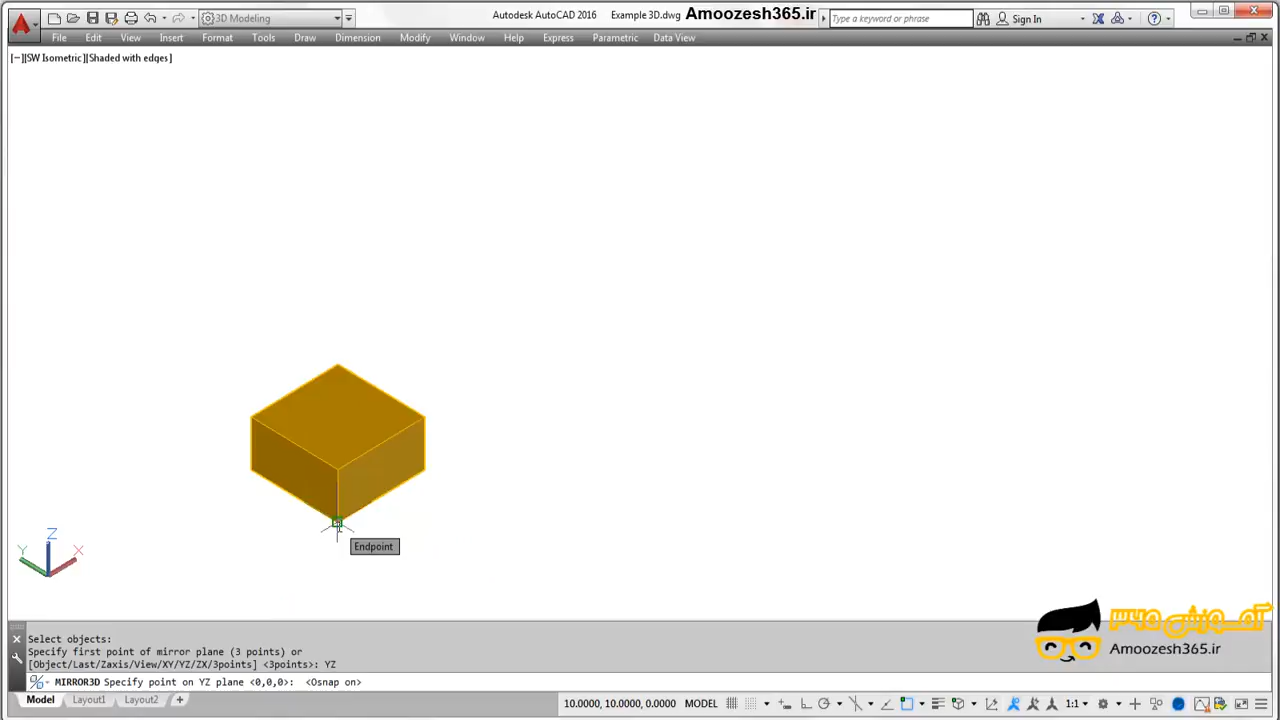 3D Modeling
Autodesk AutoCAD 2016 Example 3D.dwg Amoozesh365.ir
Type a keyword or phrase
Sign In
File Edit View Insert Format Tools Draw Dimension Modify Window Help Express Parametric Data View
[−][SW Isometric][Shaded with edges]
Endpoint
Z
Y X
آمـوزش ۳۶۵
Amoozesh365.ir
Select objects:
Specify first point of mirror plane (3 points) or
[Object/Last/Zaxis/View/XY/YZ/ZX/3points] <3points>: YZ
MIRROR3D Specify point on YZ plane <0,0,0>: <Osnap on>
Model Layout1 Layout2 +
10.0000, 10.0000, 0.0000 MODEL 1:1